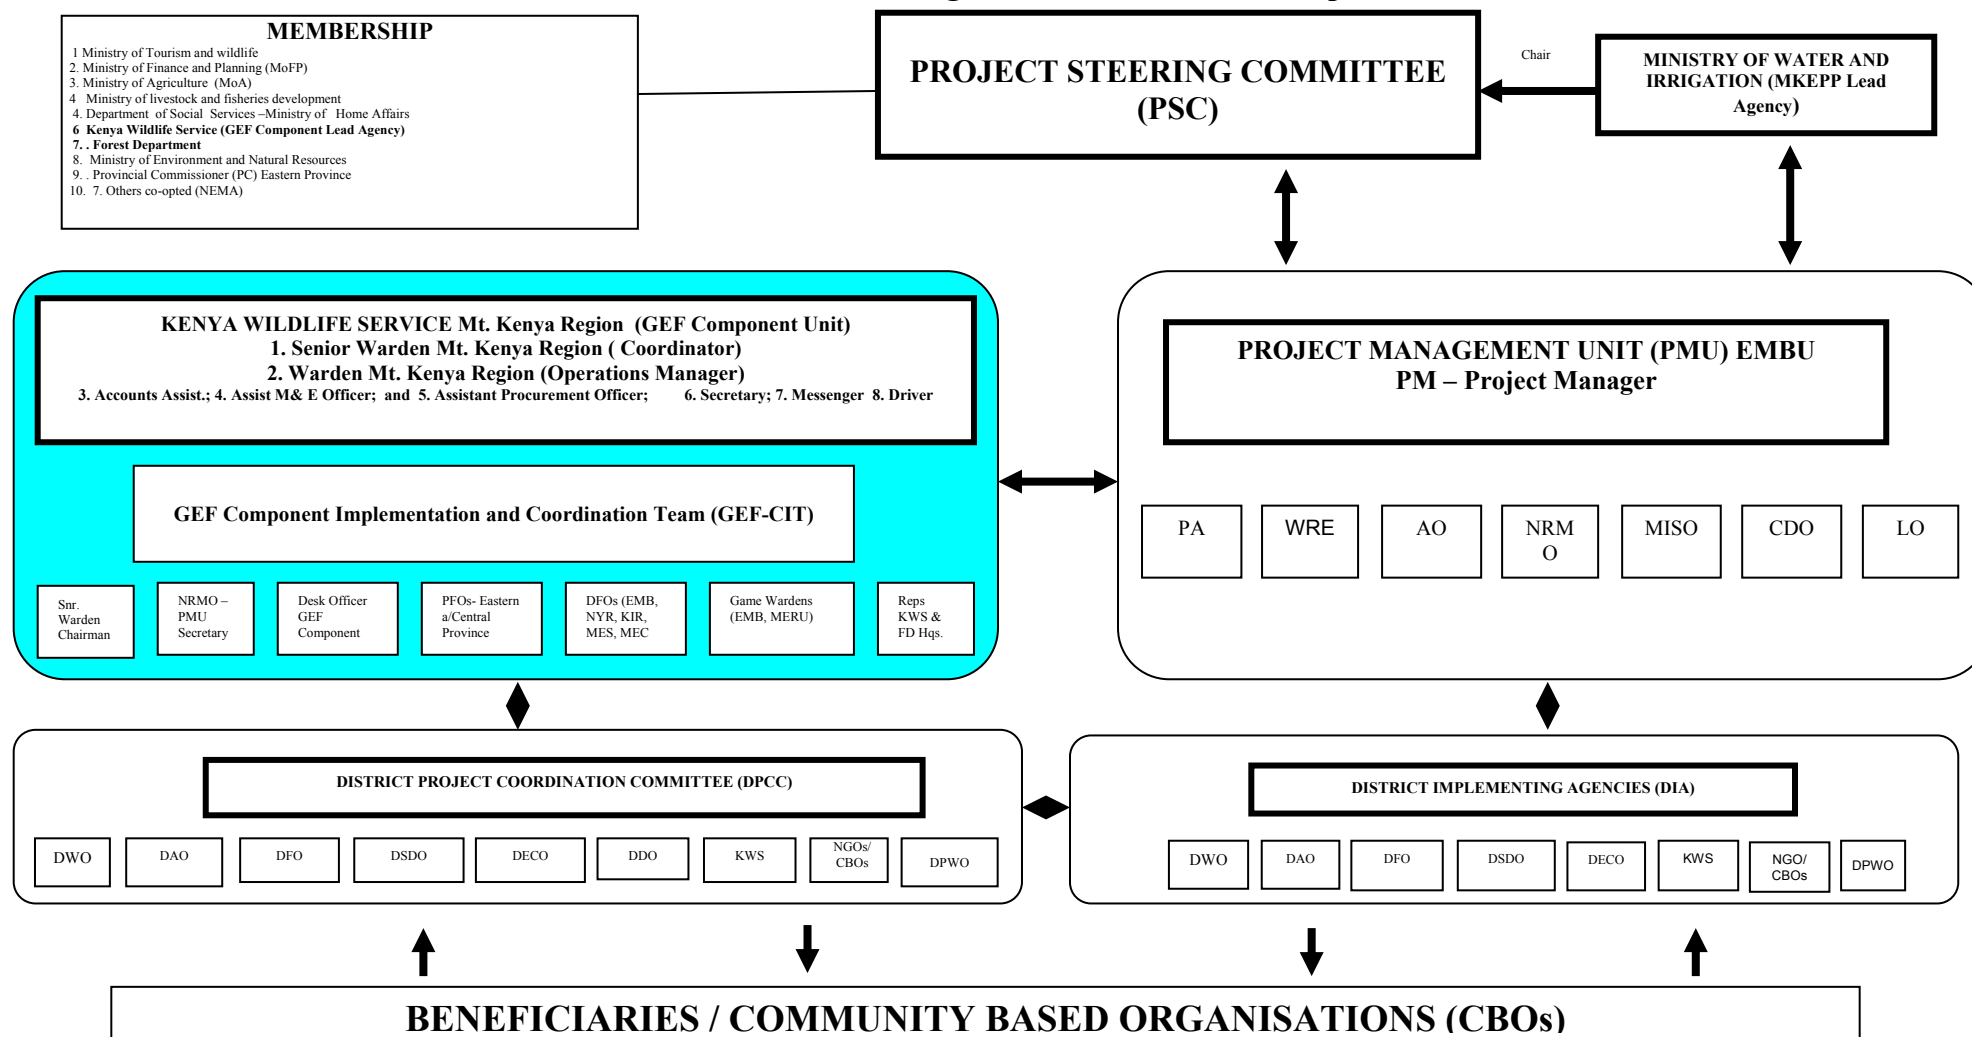 MEMBERSHIP
1 Ministry of Tourism and wildlife
2. Ministry of Finance and Planning (MoFP)
3. Ministry of Agriculture (MoA)
4 Ministry of livestock and fisheries development
4. Department of Social Services –Ministry of Home Affairs
6 Kenya Wildlife Service (GEF Component Lead Agency)
7. . Forest Department
8. Ministry of Environment and Natural Resources
9. . Provincial Commissioner (PC) Eastern Province
10. 7. Others co-opted (NEMA)
PROJECT STEERING COMMITTEE
(PSC)
Chair
MINISTRY OF WATER AND
IRRIGATION (MKEPP Lead
Agency)
KENYA WILDLIFE SERVICE Mt. Kenya Region (GEF Component Unit)
1. Senior Warden Mt. Kenya Region ( Coordinator)
2. Warden Mt. Kenya Region (Operations Manager)
3. Accounts Assist.; 4. Assist M& E Officer; and 5. Assistant Procurement Officer; 6. Secretary; 7. Messenger 8. Driver
GEF Component Implementation and Coordination Team (GEF-CIT)
Snr.
Warden
Chairman
NRMO –
PMU
Secretary
Desk Officer
GEF
Component
PFOs- Eastern
a/Central
Province
DFOs (EMB,
NYR, KIR,
MES, MEC
Game Wardens
(EMB, MERU)
Reps
KWS &
FD Hqs.
PROJECT MANAGEMENT UNIT (PMU) EMBU
PM – Project Manager
PA
WRE
AO
NRM
O
MISO
CDO
LO
DISTRICT PROJECT COORDINATION COMMITTEE (DPCC)
DWO
DAO
DFO
DSDO
DECO
DDO
KWS
NGOs/
CBOs
DPWO
DISTRICT IMPLEMENTING AGENCIES (DIA)
DWO
DAO
DFO
DSDO
DECO
KWS
NGO/
CBOs
DPWO
BENEFICIARIES / COMMUNITY BASED ORGANISATIONS (CBOs)